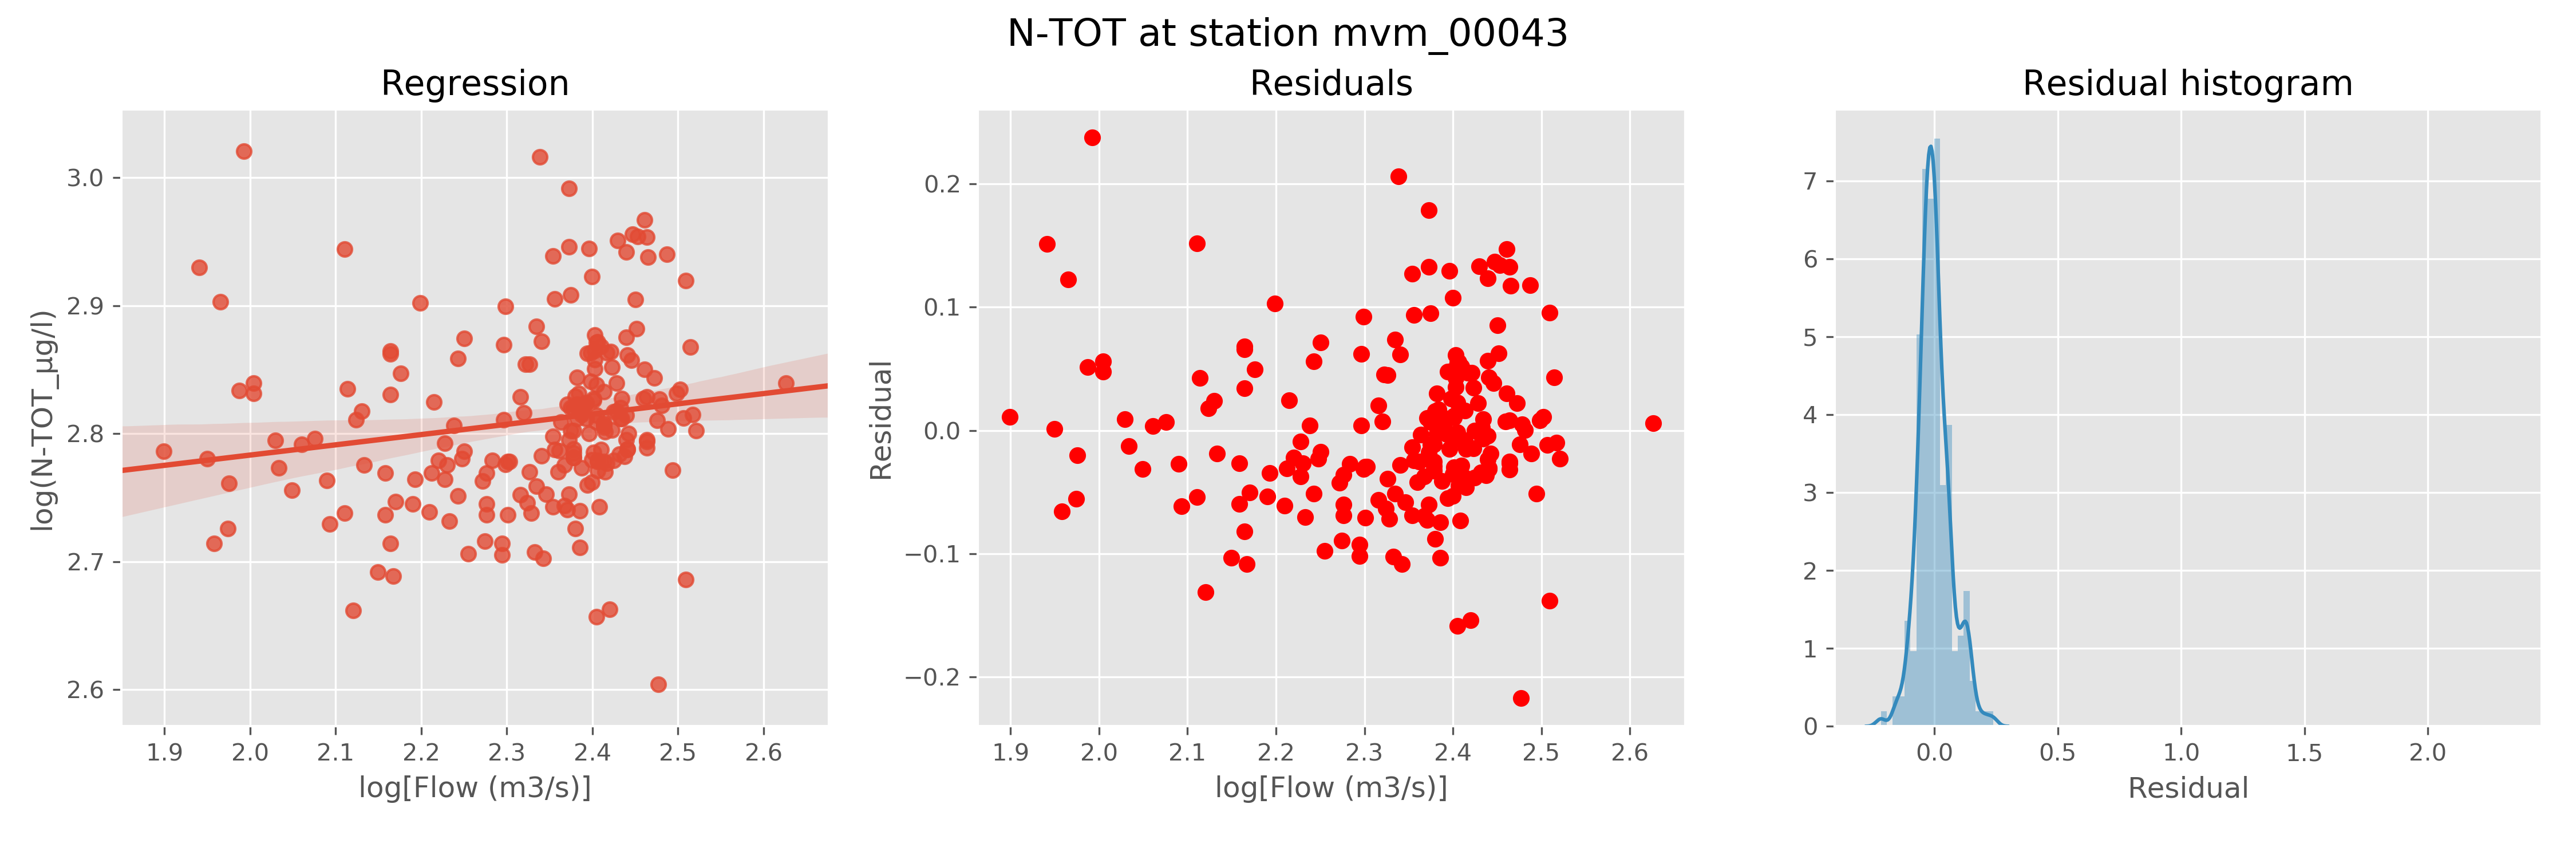 N-TOT at station mvm_00043
Regression
3.0
2.9
2.8
2.7
2.6
log(N-TOT_µg/l)
1.9 2.0 2.1 2.2 2.3 2.4 2.5 2.6
log[Flow (m3/s)]
Residuals
0.2
0.1
0.0
−0.1
−0.2
Residual
1.9 2.0 2.1 2.2 2.3 2.4 2.5 2.6
log[Flow (m3/s)]
Residual histogram
7
6
5
4
3
2
1
0
0.0 0.5 1.0 1.5 2.0
Residual